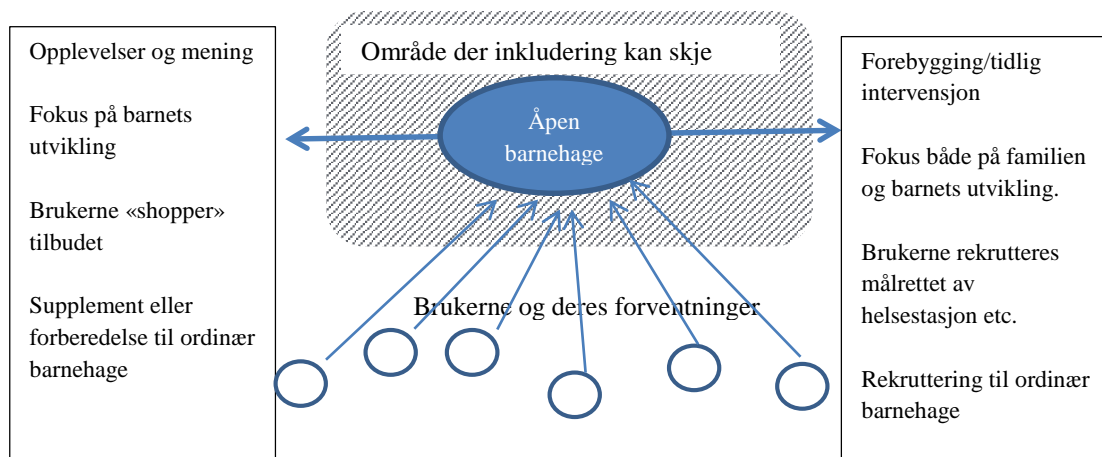 Opplevelser og mening
Fokus på barnets
utvikling
Brukerne «shopper»
tilbudet
Supplement eller
forberedelse til ordinær
barnehage
Område der inkludering kan skje
Åpen
barnehage
Brukerne og deres forventninger
Forebygging/tidlig
intervensjon
Fokus både på familien
og barnets utvikling.
Brukerne rekrutteres
målrettet av
helsestasjon etc.
Rekruttering til ordinær
barnehage